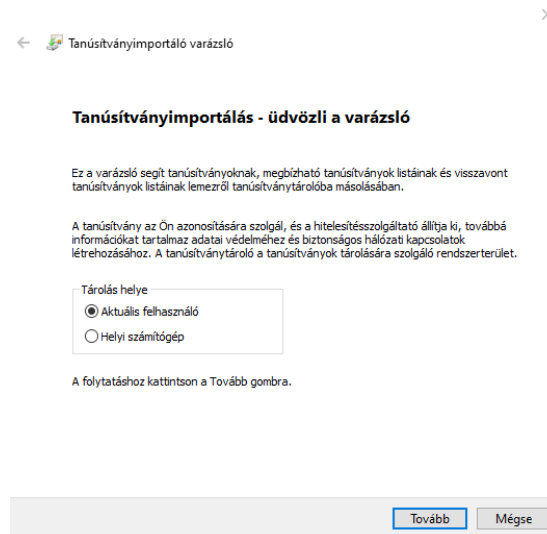 Tanúsítványimportáló varázsló
Tanúsítványimportálás - üdvözli a varázsló
Ez a varázsló segít tanúsítványoknak, megbízható tanúsítványok listáinak és visszavont
tanúsítványok listáinak lemezről tanúsítványtárolóba másolásában.
A tanúsítvány az Ön azonosítására szolgál, és a hitelesítésszolgáltató állítja ki, továbbá
információkat tartalmaz adatai védelméhez és biztonságos hálózati kapcsolatok
létrehozásához. A tanúsítványtároló a tanúsítványok tárolására szolgáló rendszerterület.
Tárolás helye
Aktuális felhasználó
Helyi számítógép
A folytatáshoz kattintson a Tovább gombra.
Tovább
Mégse